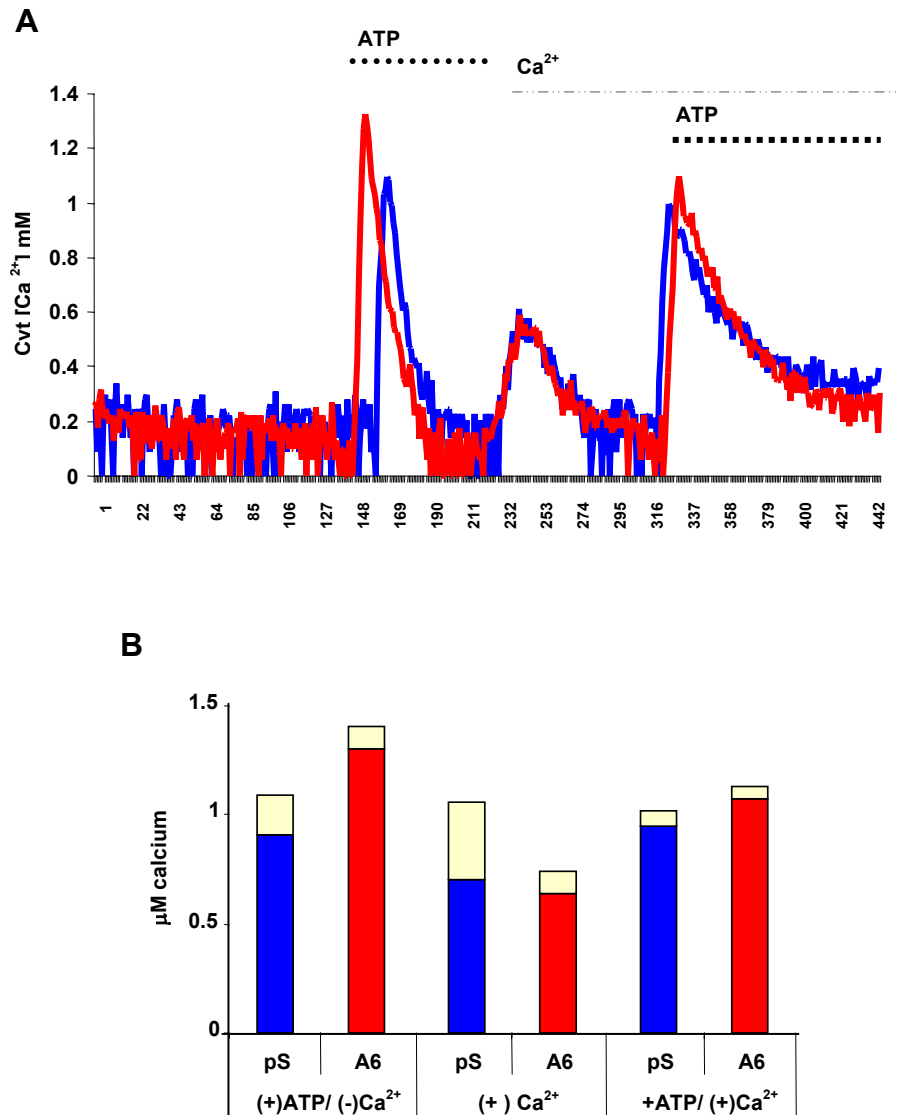 A
ATP
Ca²⁺
ATP
Cvt [Ca ²⁺] mM
1.4
1.2
1
0.8
0.6
0.4
0.2
0
1 22 43 64 85 106 127 148 169 190 211 232 253 274 295 316 337 358 379 400 421 442
B
µM calcium
1.5
1
0.5
0
pS A6 pS A6 pS A6
(+)ATP/ (-)Ca²⁺ (+ ) Ca²⁺ +ATP/ (+)Ca²⁺